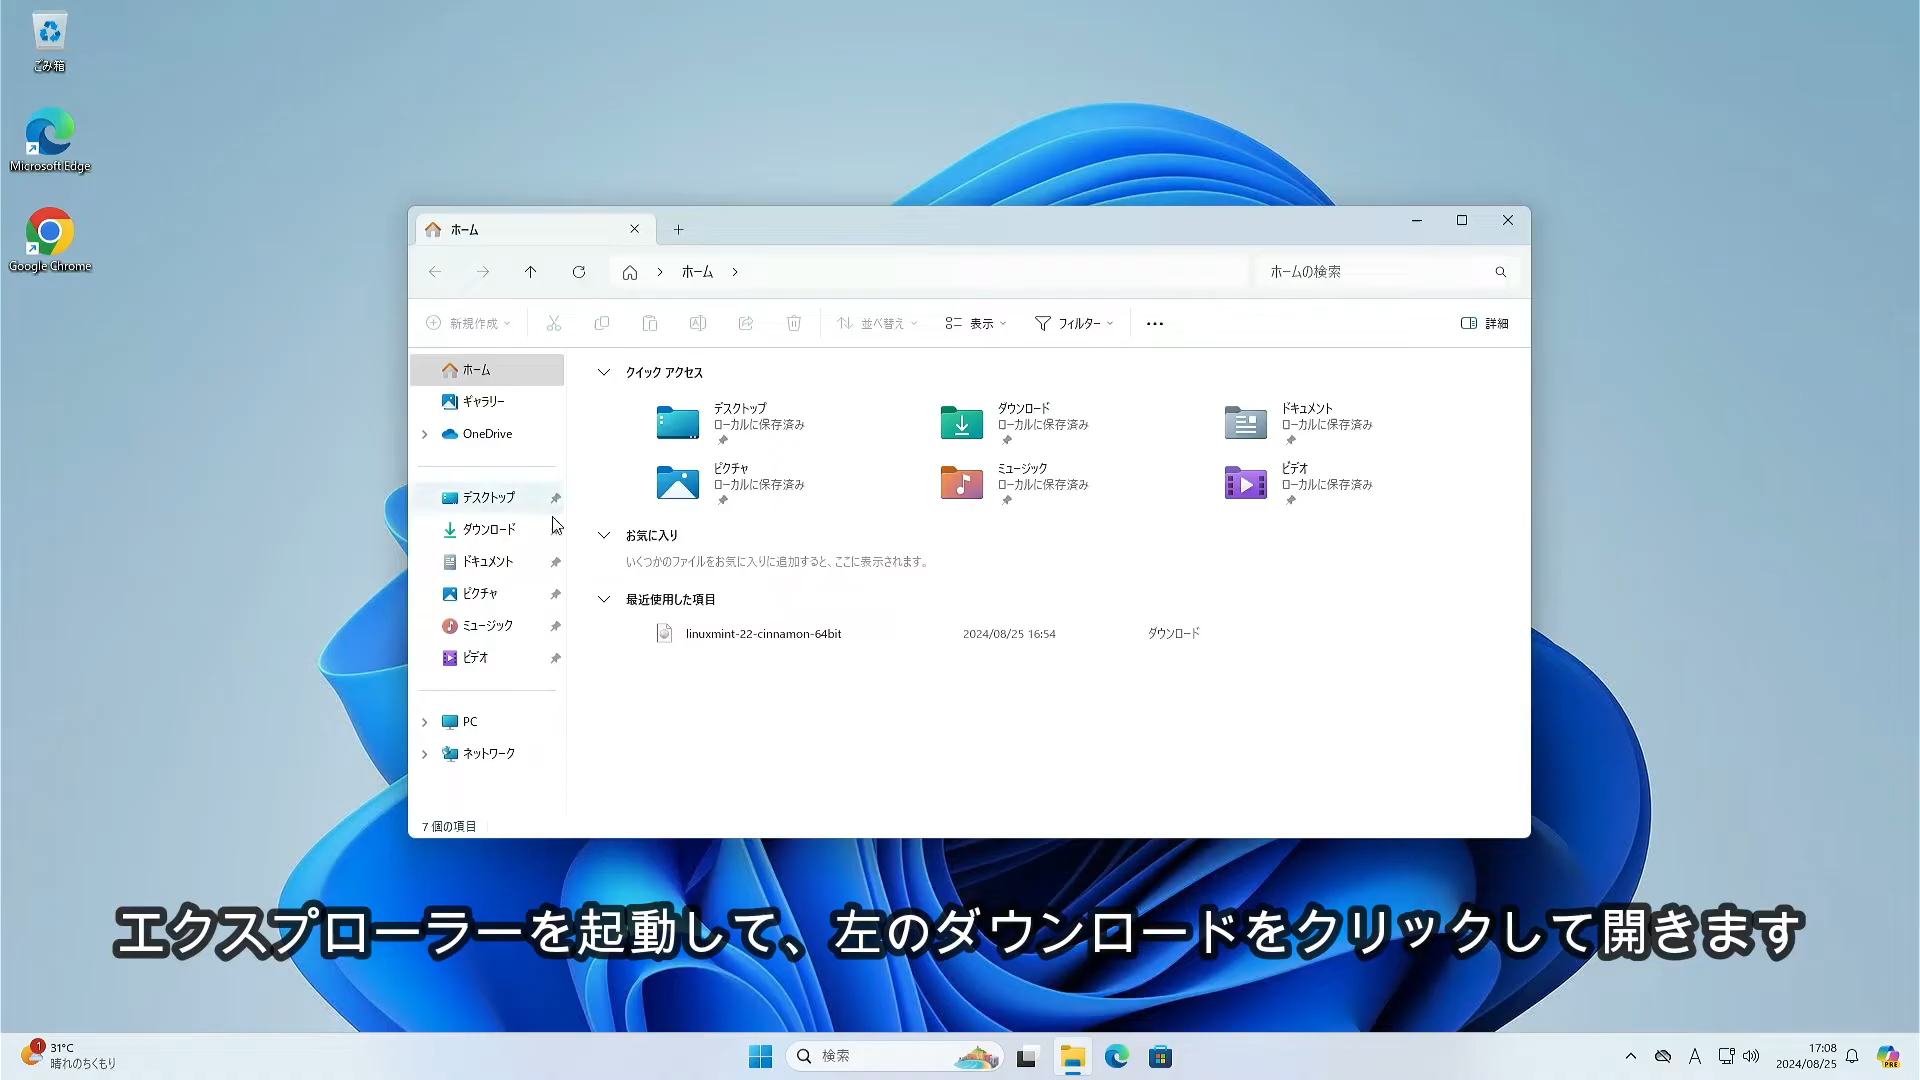 ごみ箱
Microsoft Edge
Google Chrome
ホーム
ホーム
ホームの検索
新規作成
並べ替え
表示
フィルター
詳細
ホーム
ギャラリー
OneDrive
デスクトップ
ダウンロード
ドキュメント
ピクチャ
ミュージック
ビデオ
PC
ネットワーク
クイック アクセス
デスクトップ
ローカルに保存済み
ダウンロード
ローカルに保存済み
ドキュメント
ローカルに保存済み
ピクチャ
ローカルに保存済み
ミュージック
ローカルに保存済み
ビデオ
ローカルに保存済み
お気に入り
いくつかのファイルをお気に入りに追加すると、ここに表示されます。
最近使用した項目
linuxmint-22-cinnamon-64bit 2024/08/25 16:54 ダウンロード
7 個の項目
エクスプローラーを起動して、左のダウンロードをクリックして開きます
1
31°C
晴れのちくもり
検索
A
17:08
2024/08/25
PRE